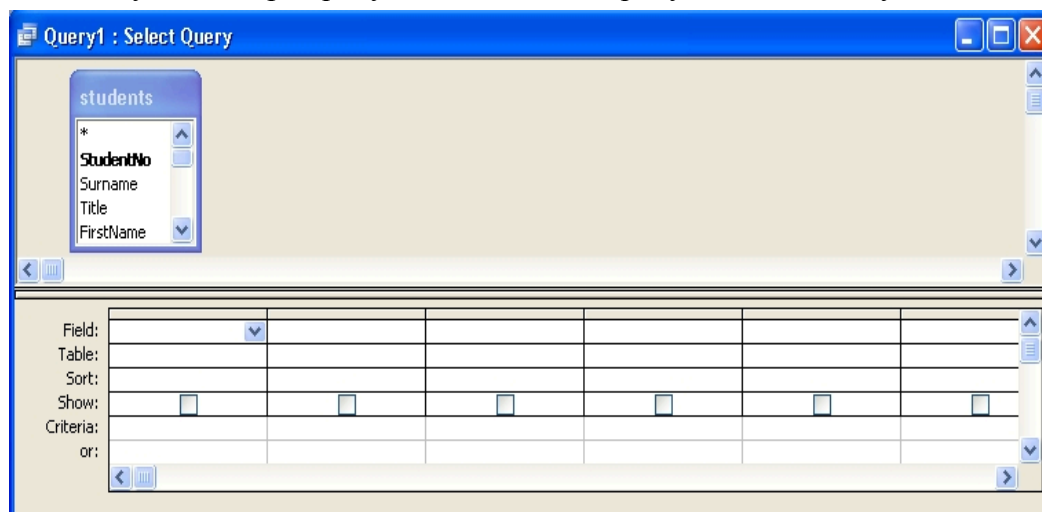 Query1 : Select Query
students
*
StudentNo
Surname
Title
FirstName
Field:
Table:
Sort:
Show:
Criteria:
or: